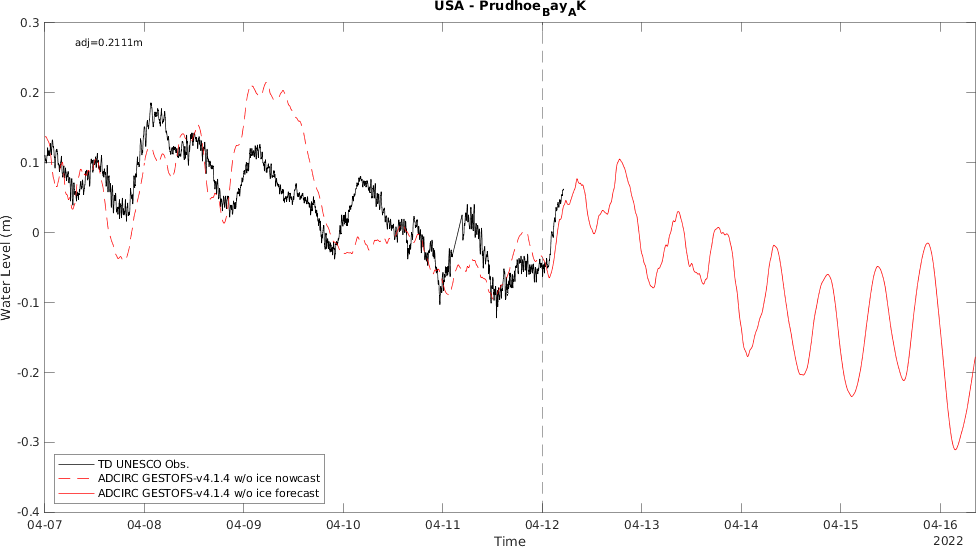 USA - PrudhoeBayAK
adj=0.2111m
0.3
0.2
0.1
0
-0.1
-0.2
-0.3
-0.4
Water Level (m)
TD UNESCO Obs.
ADCIRC GESTOFS-v4.1.4 w/o ice nowcast
ADCIRC GESTOFS-v4.1.4 w/o ice forecast
04-07 04-08 04-09 04-10 04-11 04-12 04-13 04-14 04-15 04-16
Time 2022